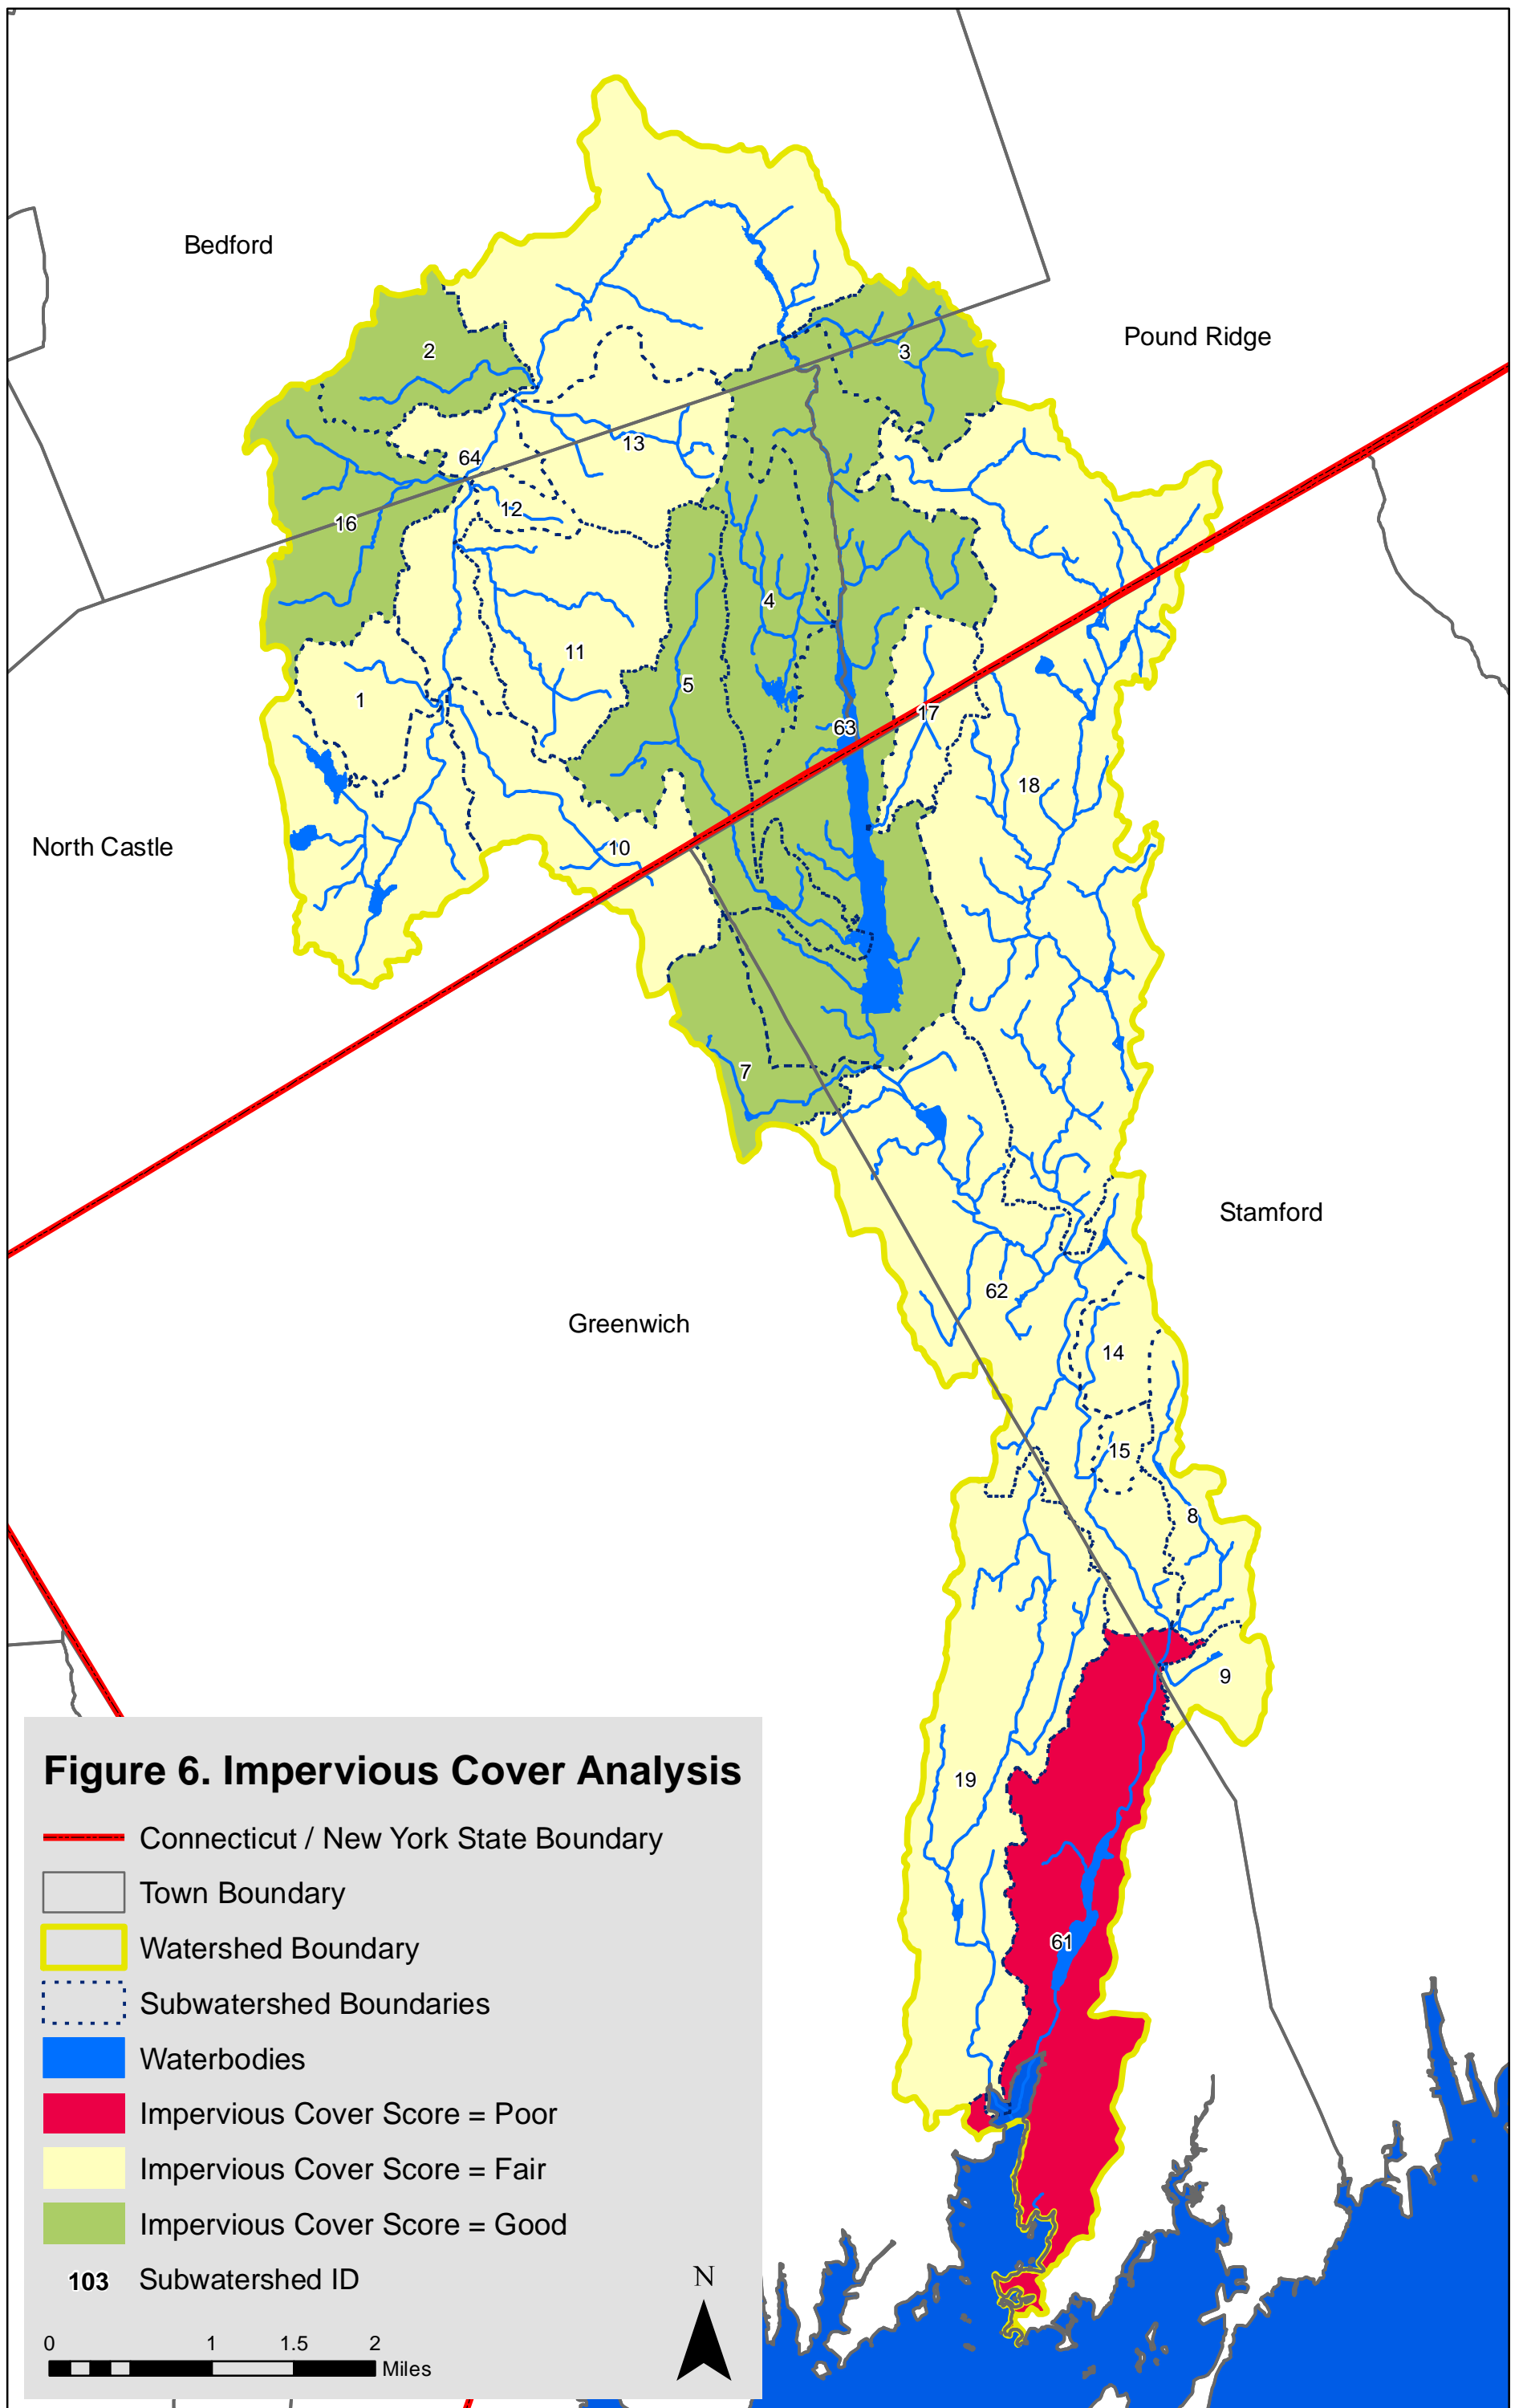 Bedford
Pound Ridge
2
3
13
64
12
16
4
11
5
1
63
17
18
North Castle
10
7
Stamford
62
Greenwich
14
15
8
9
19
61
Figure 6. Impervious Cover Analysis
Connecticut / New York State Boundary
Town Boundary
Watershed Boundary
Subwatershed Boundaries
Waterbodies
Impervious Cover Score = Poor
Impervious Cover Score = Fair
Impervious Cover Score = Good
103 Subwatershed ID
N
0 1 1.5 2
Miles